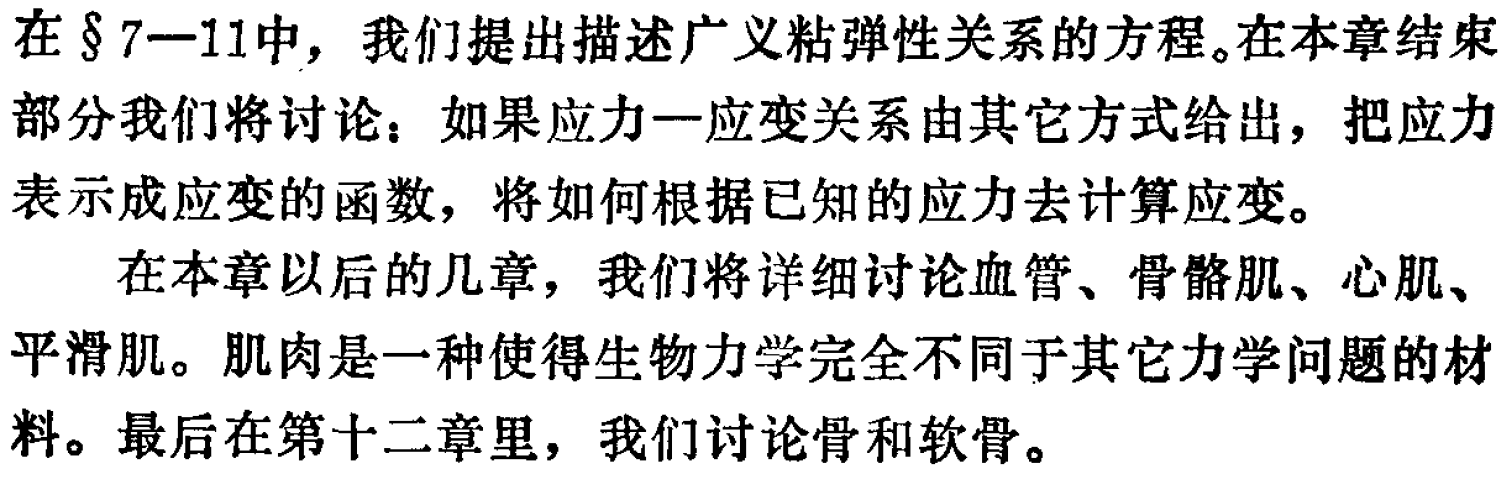 在§7—11中，我们提出描述广义粘弹性关系的方程。在本章结束
部分我们将讨论：如果应力—应变关系由其它方式给出，把应力
表示成应变的函数，将如何根据已知的应力去计算应变。
在本章以后的几章，我们将详细讨论血管、骨骼肌、心肌、
平滑肌。肌肉是一种使得生物力学完全不同于其它力学问题的材
料。最后在第十二章里，我们讨论骨和软骨。